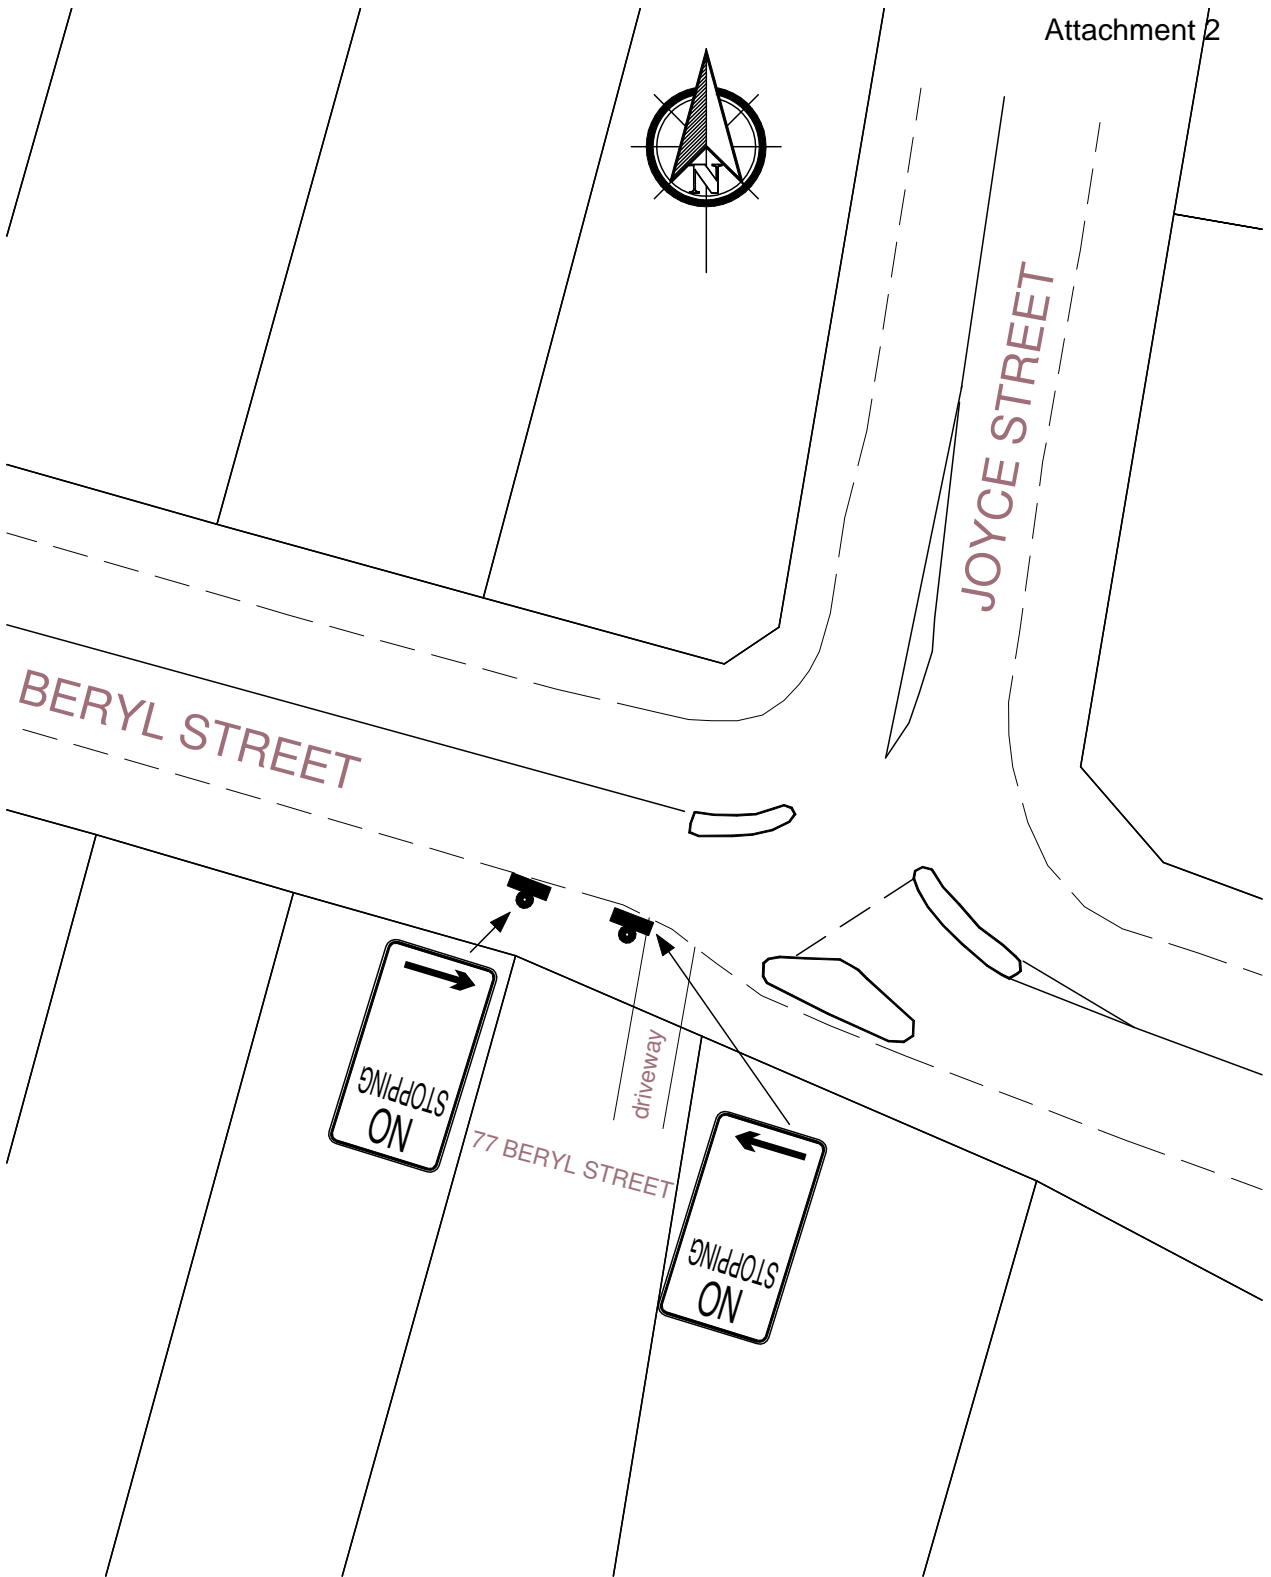 Attachment 2
N
JOYCE STREET
BERYL STREET
NO
STOPPING
driveway
77 BERYL STREET
NO
STOPPING